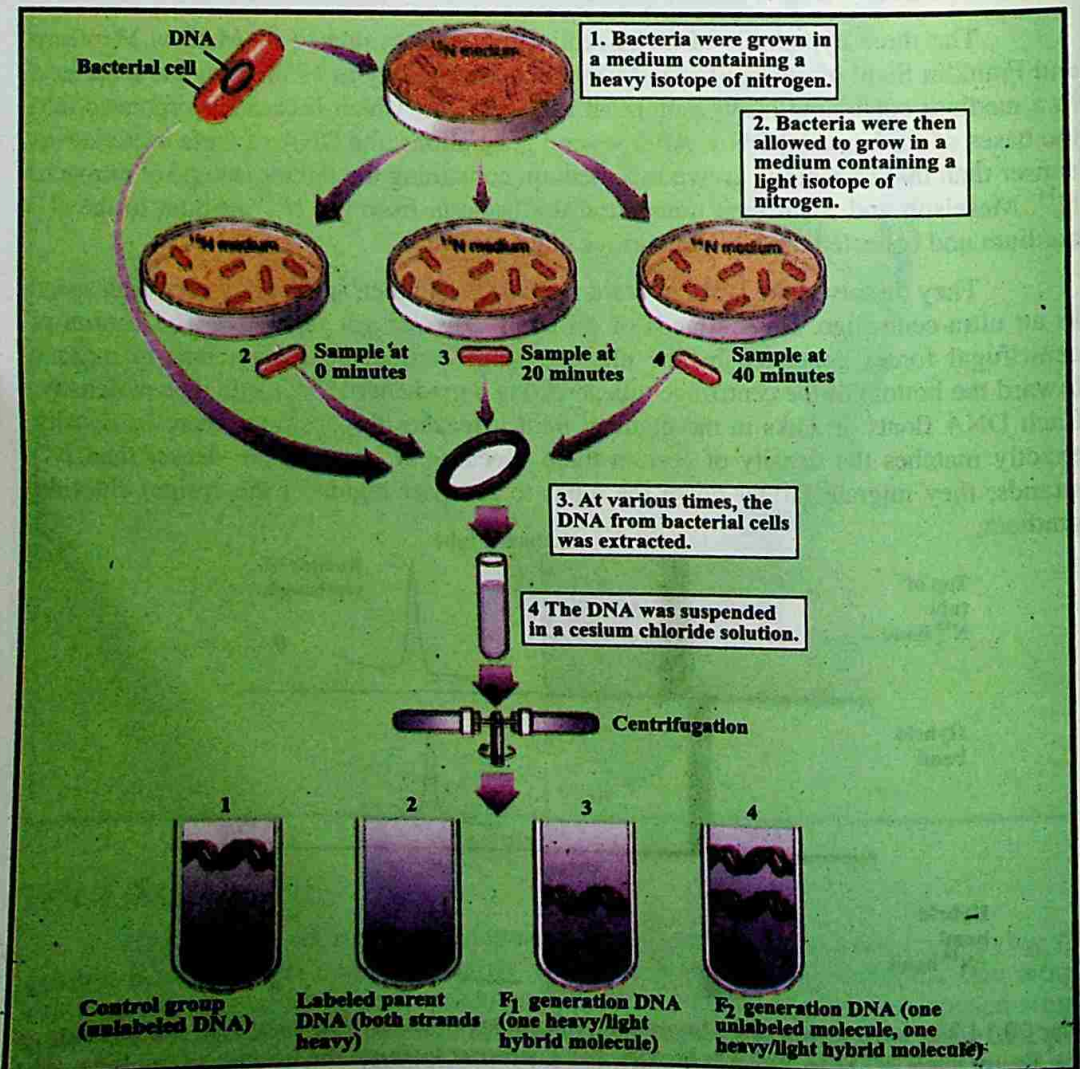 DNA
Bacterial cell
¹⁵N medium
1. Bacteria were grown in
a medium containing a
heavy isotope of nitrogen.
2. Bacteria were then
allowed to grow in a
medium containing a
light isotope of
nitrogen.
N medium
N medium
N medium
2
Sample at
0 minutes
3
Sample at
20 minutes
4
Sample at
40 minutes
3. At various times, the
DNA from bacterial cells
was extracted.
4 The DNA was suspended
in a cesium chloride solution.
Centrifugation
1
2
3
4
Control group
(unlabeled DNA)
Labeled parent
DNA (both strands
heavy)
F₁ generation DNA
(one heavy/light
hybrid molecule)
F₂ generation DNA (one
unlabeled molecule, one
heavy/light hybrid molecule)